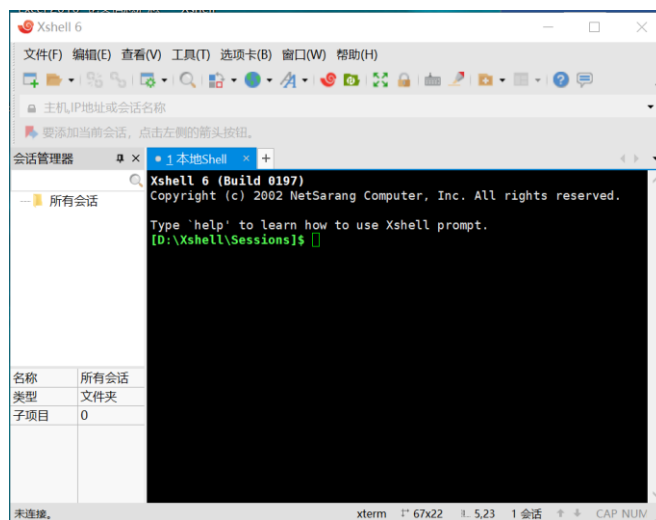 Xshell 6
文件(F) 编辑(E) 查看(V) 工具(T) 选项卡(B) 窗口(W) 帮助(H)
主机,IP地址或会话名称
要添加当前会话，点击左侧的箭头按钮。
会话管理器
1 本地Shell
所有会话
Xshell 6 (Build 0197)
Copyright (c) 2002 NetSarang Computer, Inc. All rights reserved.
Type `help' to learn how to use Xshell prompt.
[D:\Xshell\Sessions]$
名称 所有会话
类型 文件夹
子项目 0
未连接。 xterm 67x22 5,23 1 会话 CAP NUM